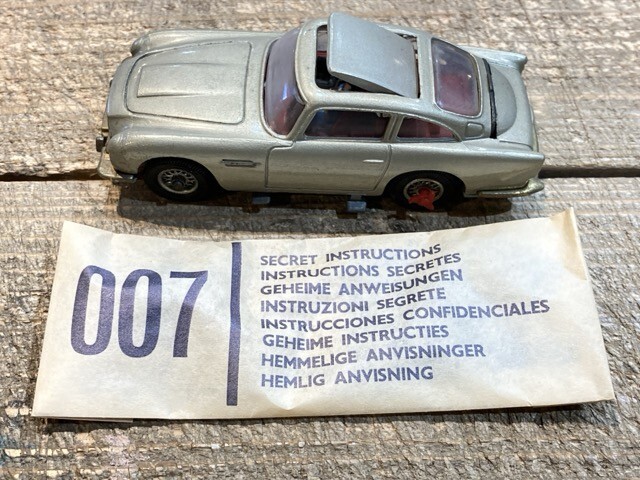 007
SECRET INSTRUCTIONS
INSTRUCTIONS SECRETES
GEHEIME ANWEISUNGEN
INSTRUZIONI SEGRETE
INSTRUCCIONES CONFIDENCIALES
GEHEIME INSTRUCTIES
HEMMELIGE ANVISNINGER
HEMLIG ANVISNING